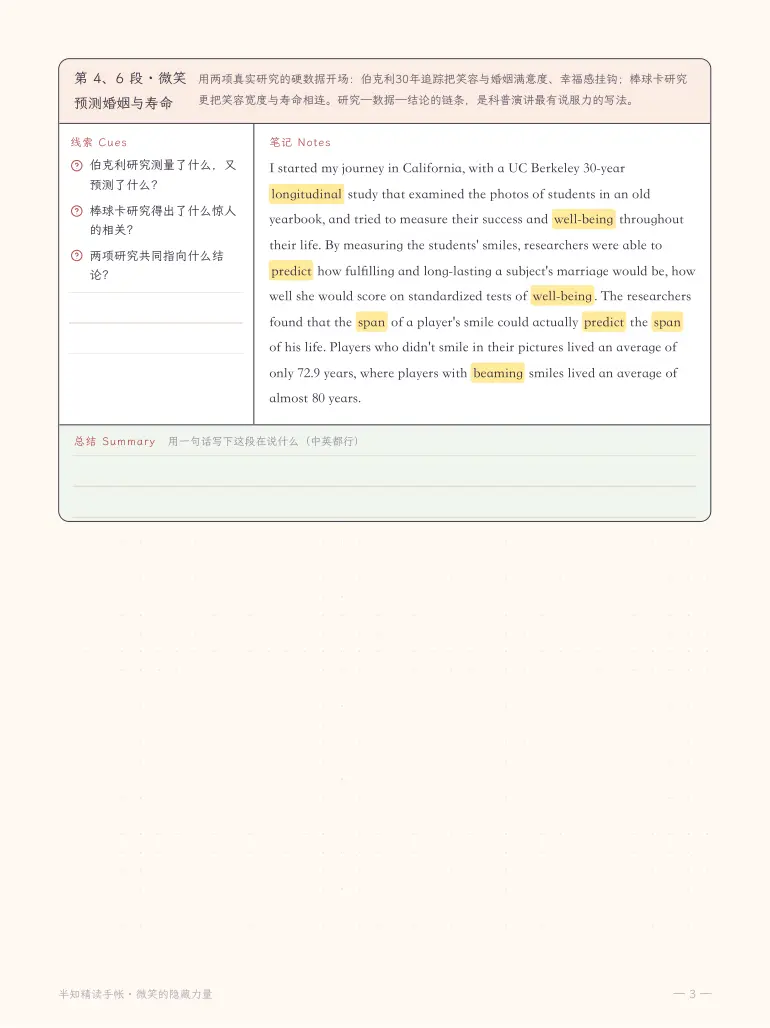 第 4、6 段·微笑
预测婚姻与寿命
用两项真实研究的硬数据开场：伯克利30年追踪把笑容与婚姻满意度、幸福感挂钩；棒球卡研究
更把笑容宽度与寿命相连。研究—数据—结论的链条，是科普演讲最有说服力的写法。
线索 Cues
伯克利研究测量了什么，又
预测了什么？
棒球卡研究得出了什么惊人
的相关？
两项研究共同指向什么结
论？
笔记 Notes
I started my journey in California, with a UC Berkeley 30-year
longitudinal study that examined the photos of students in an old
yearbook, and tried to measure their success and well-being throughout
their life. By measuring the students' smiles, researchers were able to
predict how fulfilling and long-lasting a subject's marriage would be, how
well she would score on standardized tests of well-being. The researchers
found that the span of a player's smile could actually predict the span
of his life. Players who didn't smile in their pictures lived an average of
only 72.9 years, where players with beaming smiles lived an average of
almost 80 years.
总结 Summary 用一句话写下这段在说什么（中英都行）
半知精读手帐·微笑的隐藏力量
— 3 —